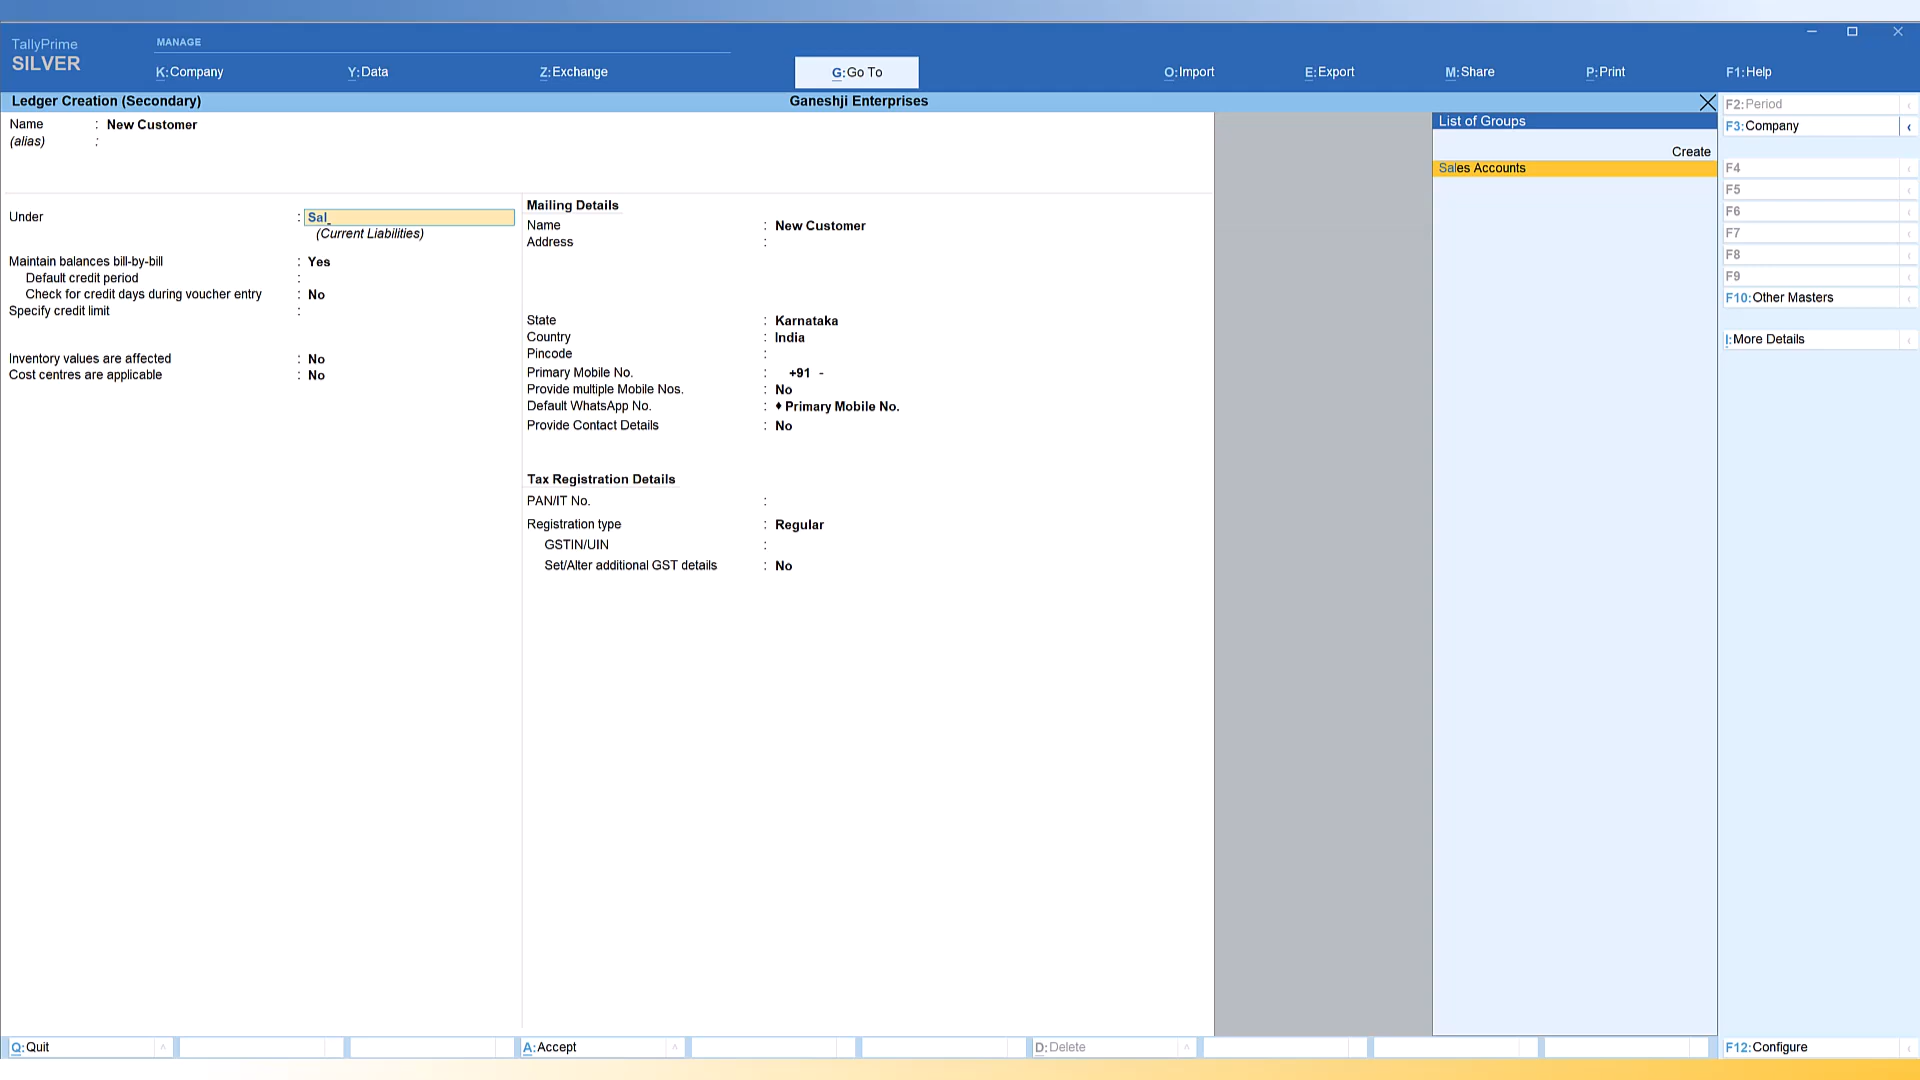 TallyPrime
SILVER
MANAGE
K:Company
Y:Data
Z:Exchange
G:Go To
O:Import
E:Export
M:Share
P:Print
F1:Help
Ledger Creation (Secondary)
Ganeshji Enterprises
Name : New Customer
(alias) :
Under : Sal
(Current Liabilities)
Maintain balances bill-by-bill : Yes
Default credit period :
Check for credit days during voucher entry : No
Specify credit limit :
Inventory values are affected : No
Cost centres are applicable : No
Mailing Details
Name : New Customer
Address :
State : Karnataka
Country : India
Pincode :
Primary Mobile No. : +91 -
Provide multiple Mobile Nos. : No
Default WhatsApp No. : ♦ Primary Mobile No.
Provide Contact Details : No
Tax Registration Details
PAN/IT No. :
Registration type : Regular
GSTIN/UIN :
Set/Alter additional GST details : No
List of Groups
Create
Sales Accounts
F2:Period
F3:Company
F4
F5
F6
F7
F8
F9
F10:Other Masters
I:More Details
Q:Quit
A:Accept
D:Delete
F12:Configure